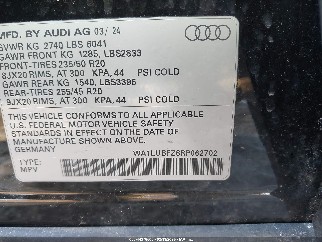 MFD. BY AUDI AG 03/24
GVWR KG 2740 LBS 6041
GAWR FRONT KG 1285, LBS2833
FRONT-TIRES 235/50 R20
8JX20 RIMS, AT 300 KPA, 44 PSI COLD
GAWR REAR KG 1540, LBS3395
REAR-TIRES 255/45 R20
9JX20 RIMS, AT 300 KPA, 44 PSI COLD
THIS VEHICLE CONFORMS TO ALL APPLICABLE
U.S. FEDERAL MOTOR VEHICLE SAFETY
STANDARDS IN EFFECT ON THE DATE OF
MANUFACTURE SHOWN ABOVE.
GERMANY WA1LUBFZ6RP062702
TYPE:
MPV